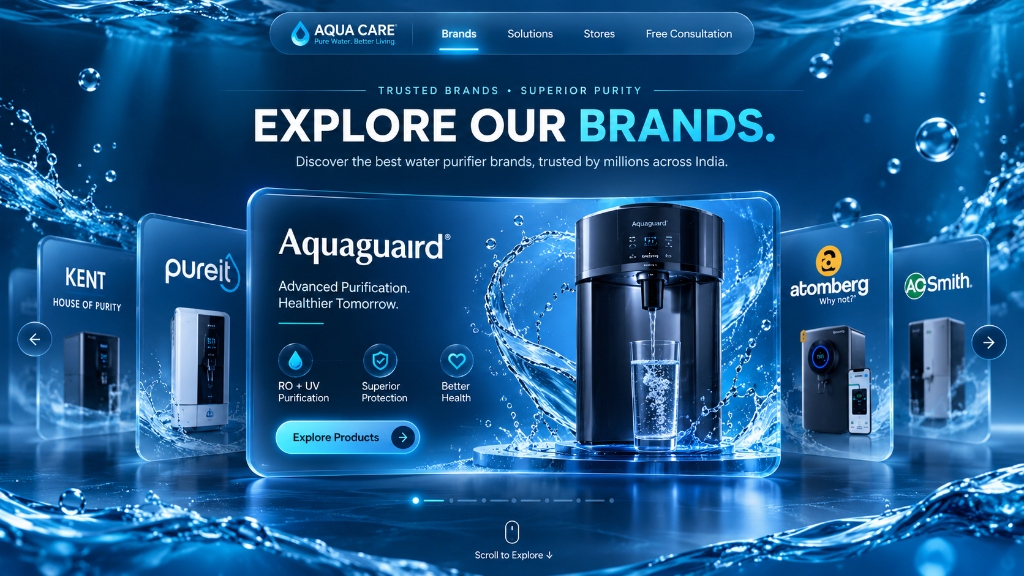 AQUA CARE
Pure Water. Better Living.
Brands
Solutions
Stores
Free Consultation
TRUSTED BRANDS • SUPERIOR PURITY
EXPLORE OUR BRANDS.
Discover the best water purifier brands, trusted by millions across India.
KENT
HOUSE OF PURITY
pureit
Aquaguard®
Advanced Purification.
Healthier Tomorrow.
RO + UV
Purification
Superior
Protection
Better
Health
Explore Products
Aquaguard
atomberg
Why not?
AO Smith.
Scroll to Explore ↓